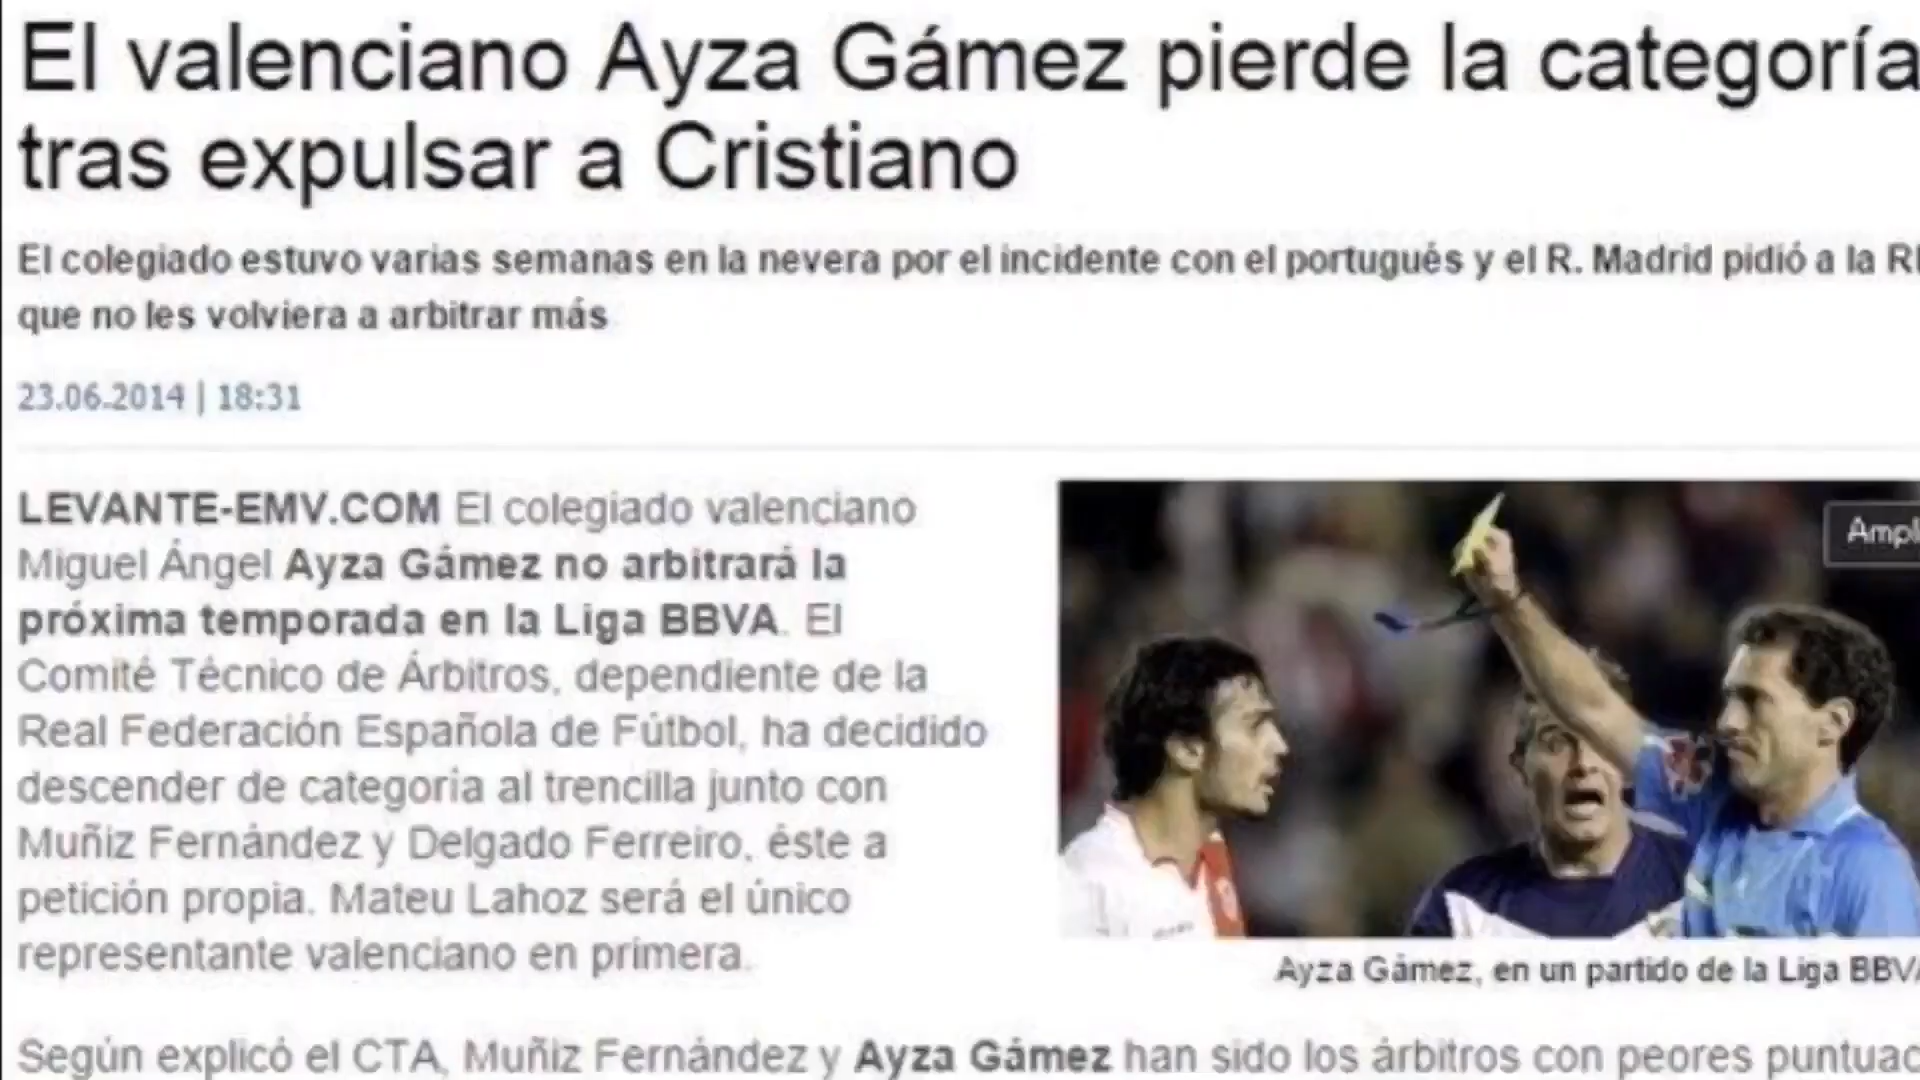 El valenciano Ayza Gámez pierde la categoría
tras expulsar a Cristiano
El colegiado estuvo varias semanas en la nevera por el incidente con el portugués y el R. Madrid pidió a la
que no les volviera a arbitrar más
23.06.2014 | 18:31
LEVANTE-EMV.COM El colegiado valenciano
Miguel Ángel Ayza Gámez no arbitrará la
próxima temporada en la Liga BBVA. El
Comité Técnico de Árbitros, dependiente de la
Real Federación Española de Fútbol, ha decidido
descender de categoría al trencilla junto con
Muñiz Fernández y Delgado Ferreiro, éste a
petición propia. Mateu Lahoz será el único
representante valenciano en primera.
Ampl
Ayza Gámez, en un partido de la Liga BBVA
Según explicó el CTA, Muñiz Fernández y Ayza Gámez han sido los árbitros con peores puntuac